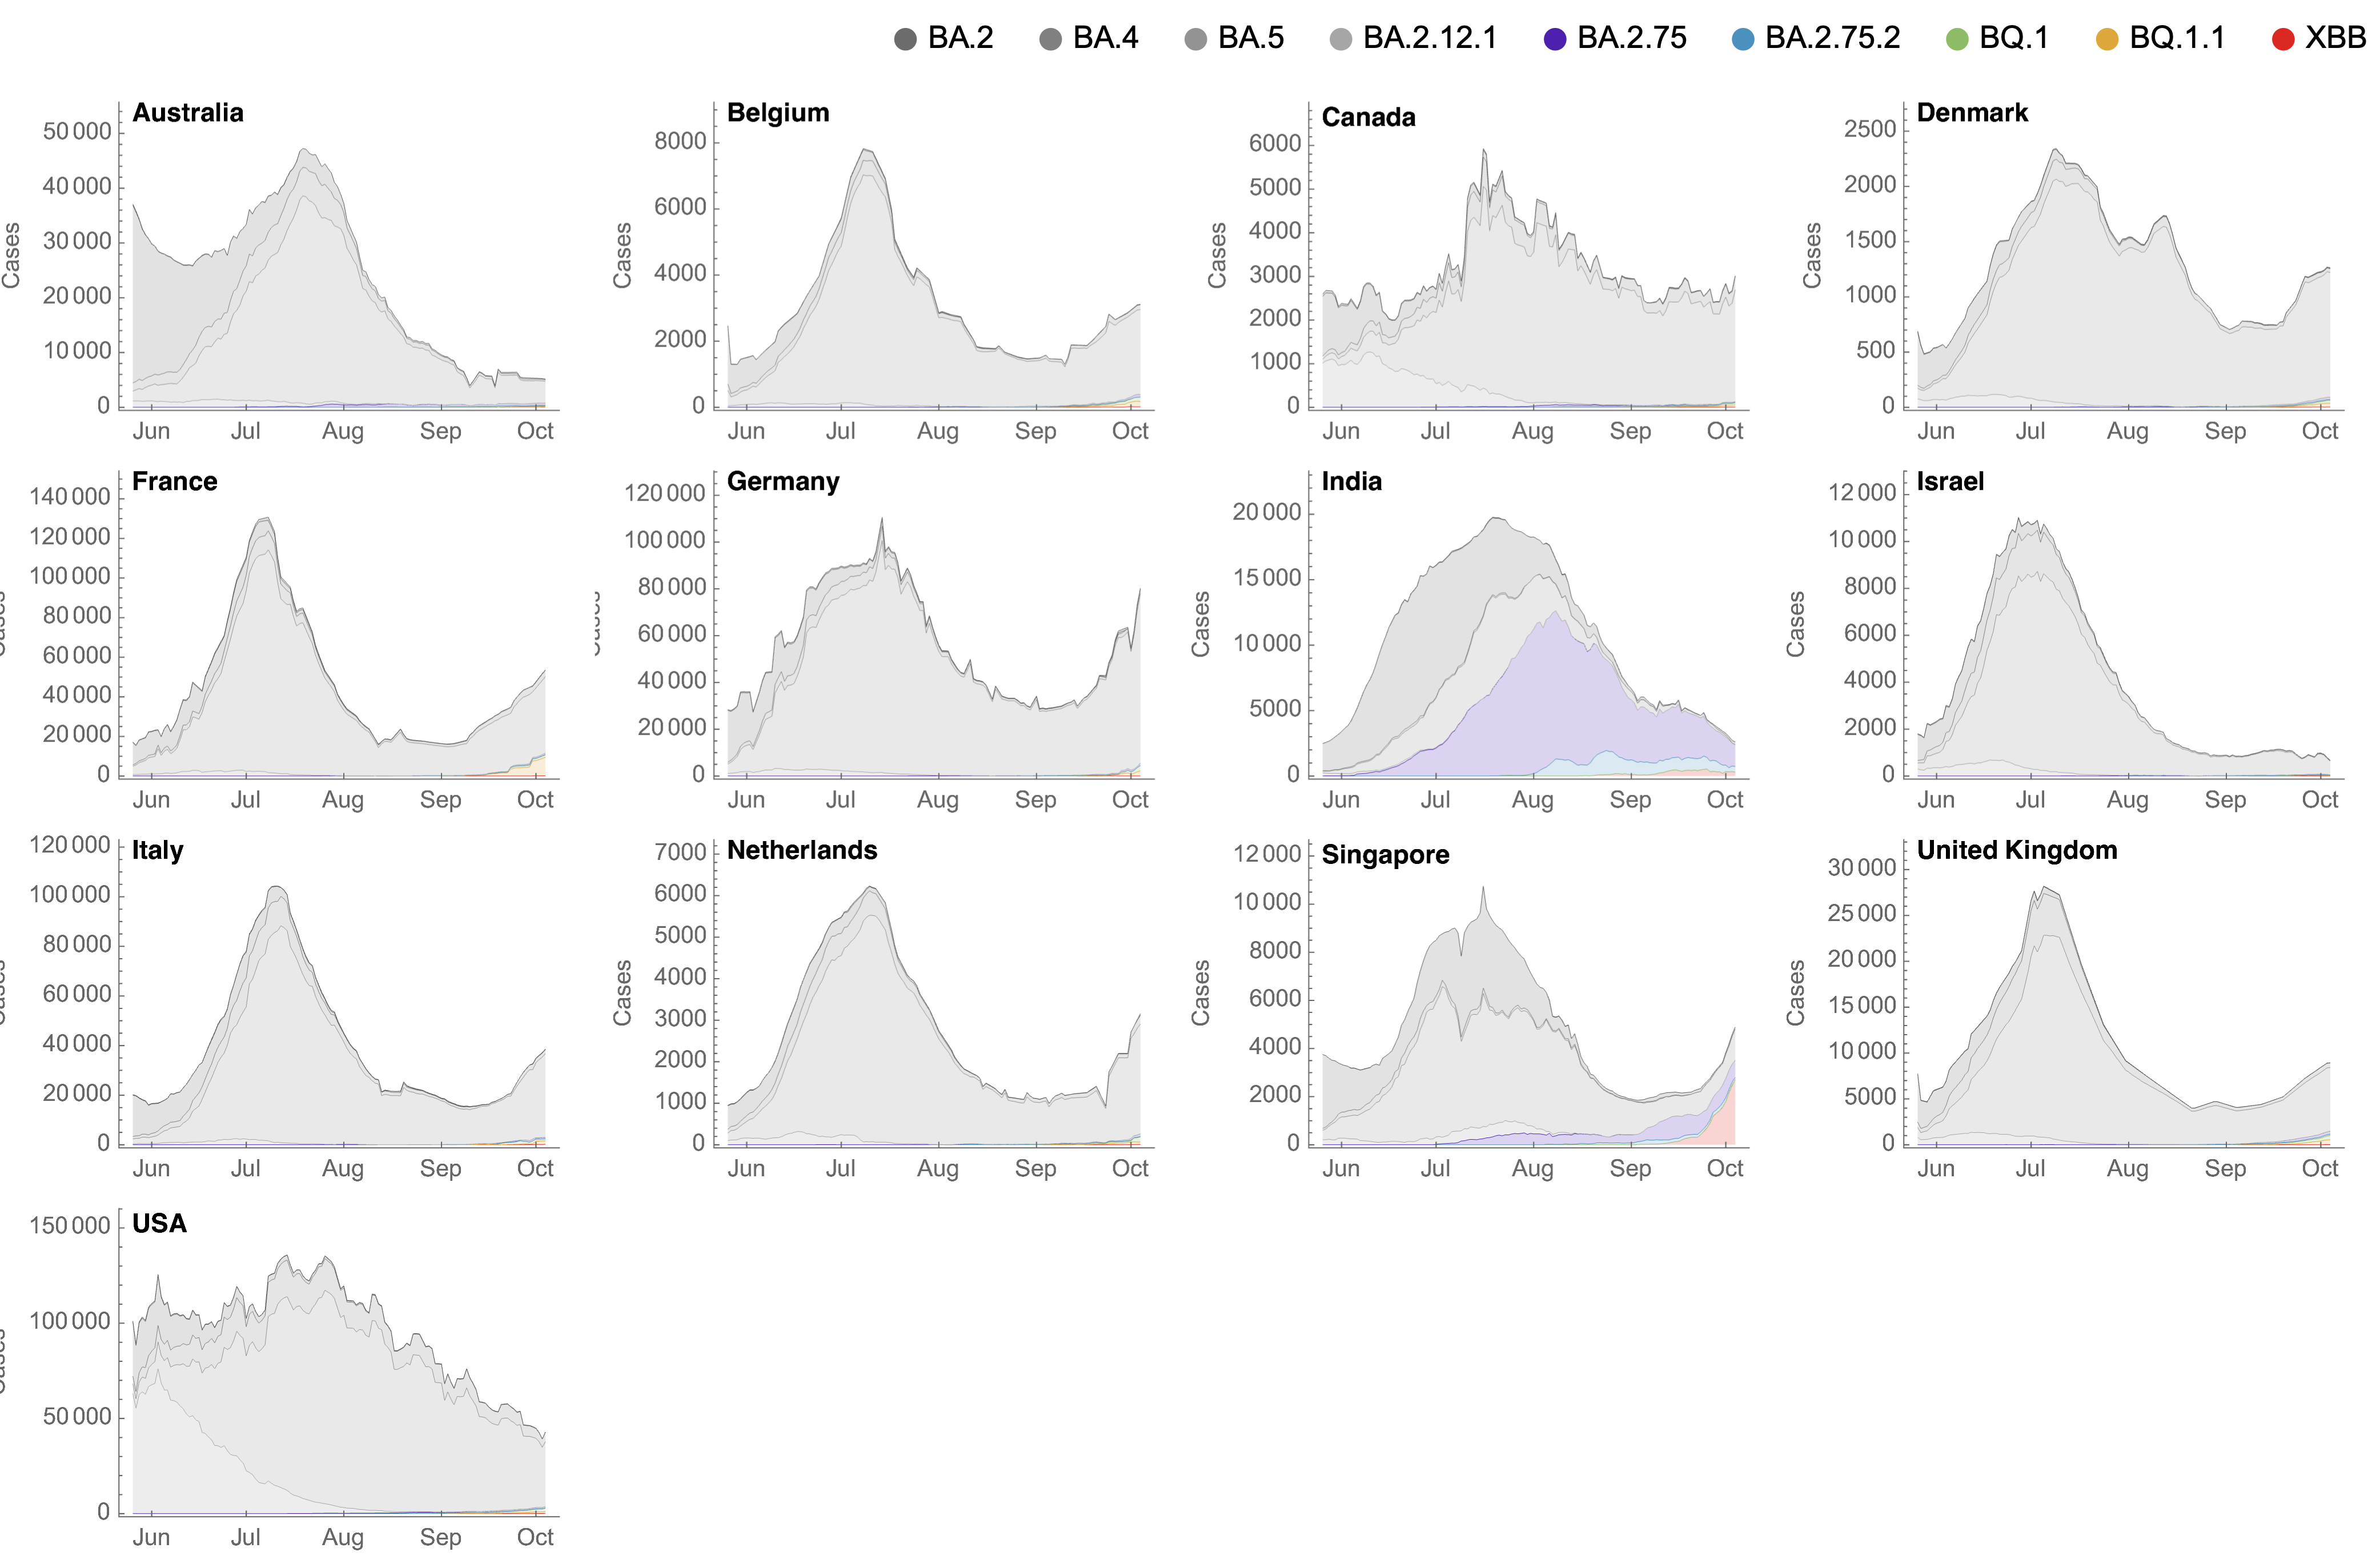 BA.2 BA.4 BA.5 BA.2.12.1 BA.2.75 BA.2.75.2 BQ.1 BQ.1.1 XBB
Australia
Cases
50 000
40 000
30 000
20 000
10 000
0
Jun Jul Aug Sep Oct
Belgium
Cases
8000
6000
4000
2000
0
Jun Jul Aug Sep Oct
Canada
Cases
6000
5000
4000
3000
2000
1000
0
Jun Jul Aug Sep Oct
Denmark
Cases
2500
2000
1500
1000
500
0
Jun Jul Aug Sep Oct
France
Cases
140 000
120 000
100 000
80 000
60 000
40 000
20 000
0
Jun Jul Aug Sep Oct
Germany
Cases
120 000
100 000
80 000
60 000
40 000
20 000
0
Jun Jul Aug Sep Oct
India
Cases
20 000
15 000
10 000
5000
0
Jun Jul Aug Sep Oct
Israel
Cases
12 000
10 000
8000
6000
4000
2000
0
Jun Jul Aug Sep Oct
Italy
Cases
120 000
100 000
80 000
60 000
40 000
20 000
0
Jun Jul Aug Sep Oct
Netherlands
Cases
7000
6000
5000
4000
3000
2000
1000
0
Jun Jul Aug Sep Oct
Singapore
Cases
12 000
10 000
8000
6000
4000
2000
0
Jun Jul Aug Sep Oct
United Kingdom
Cases
30 000
25 000
20 000
15 000
10 000
5000
0
Jun Jul Aug Sep Oct
USA
Cases
150 000
100 000
50 000
0
Jun Jul Aug Sep Oct